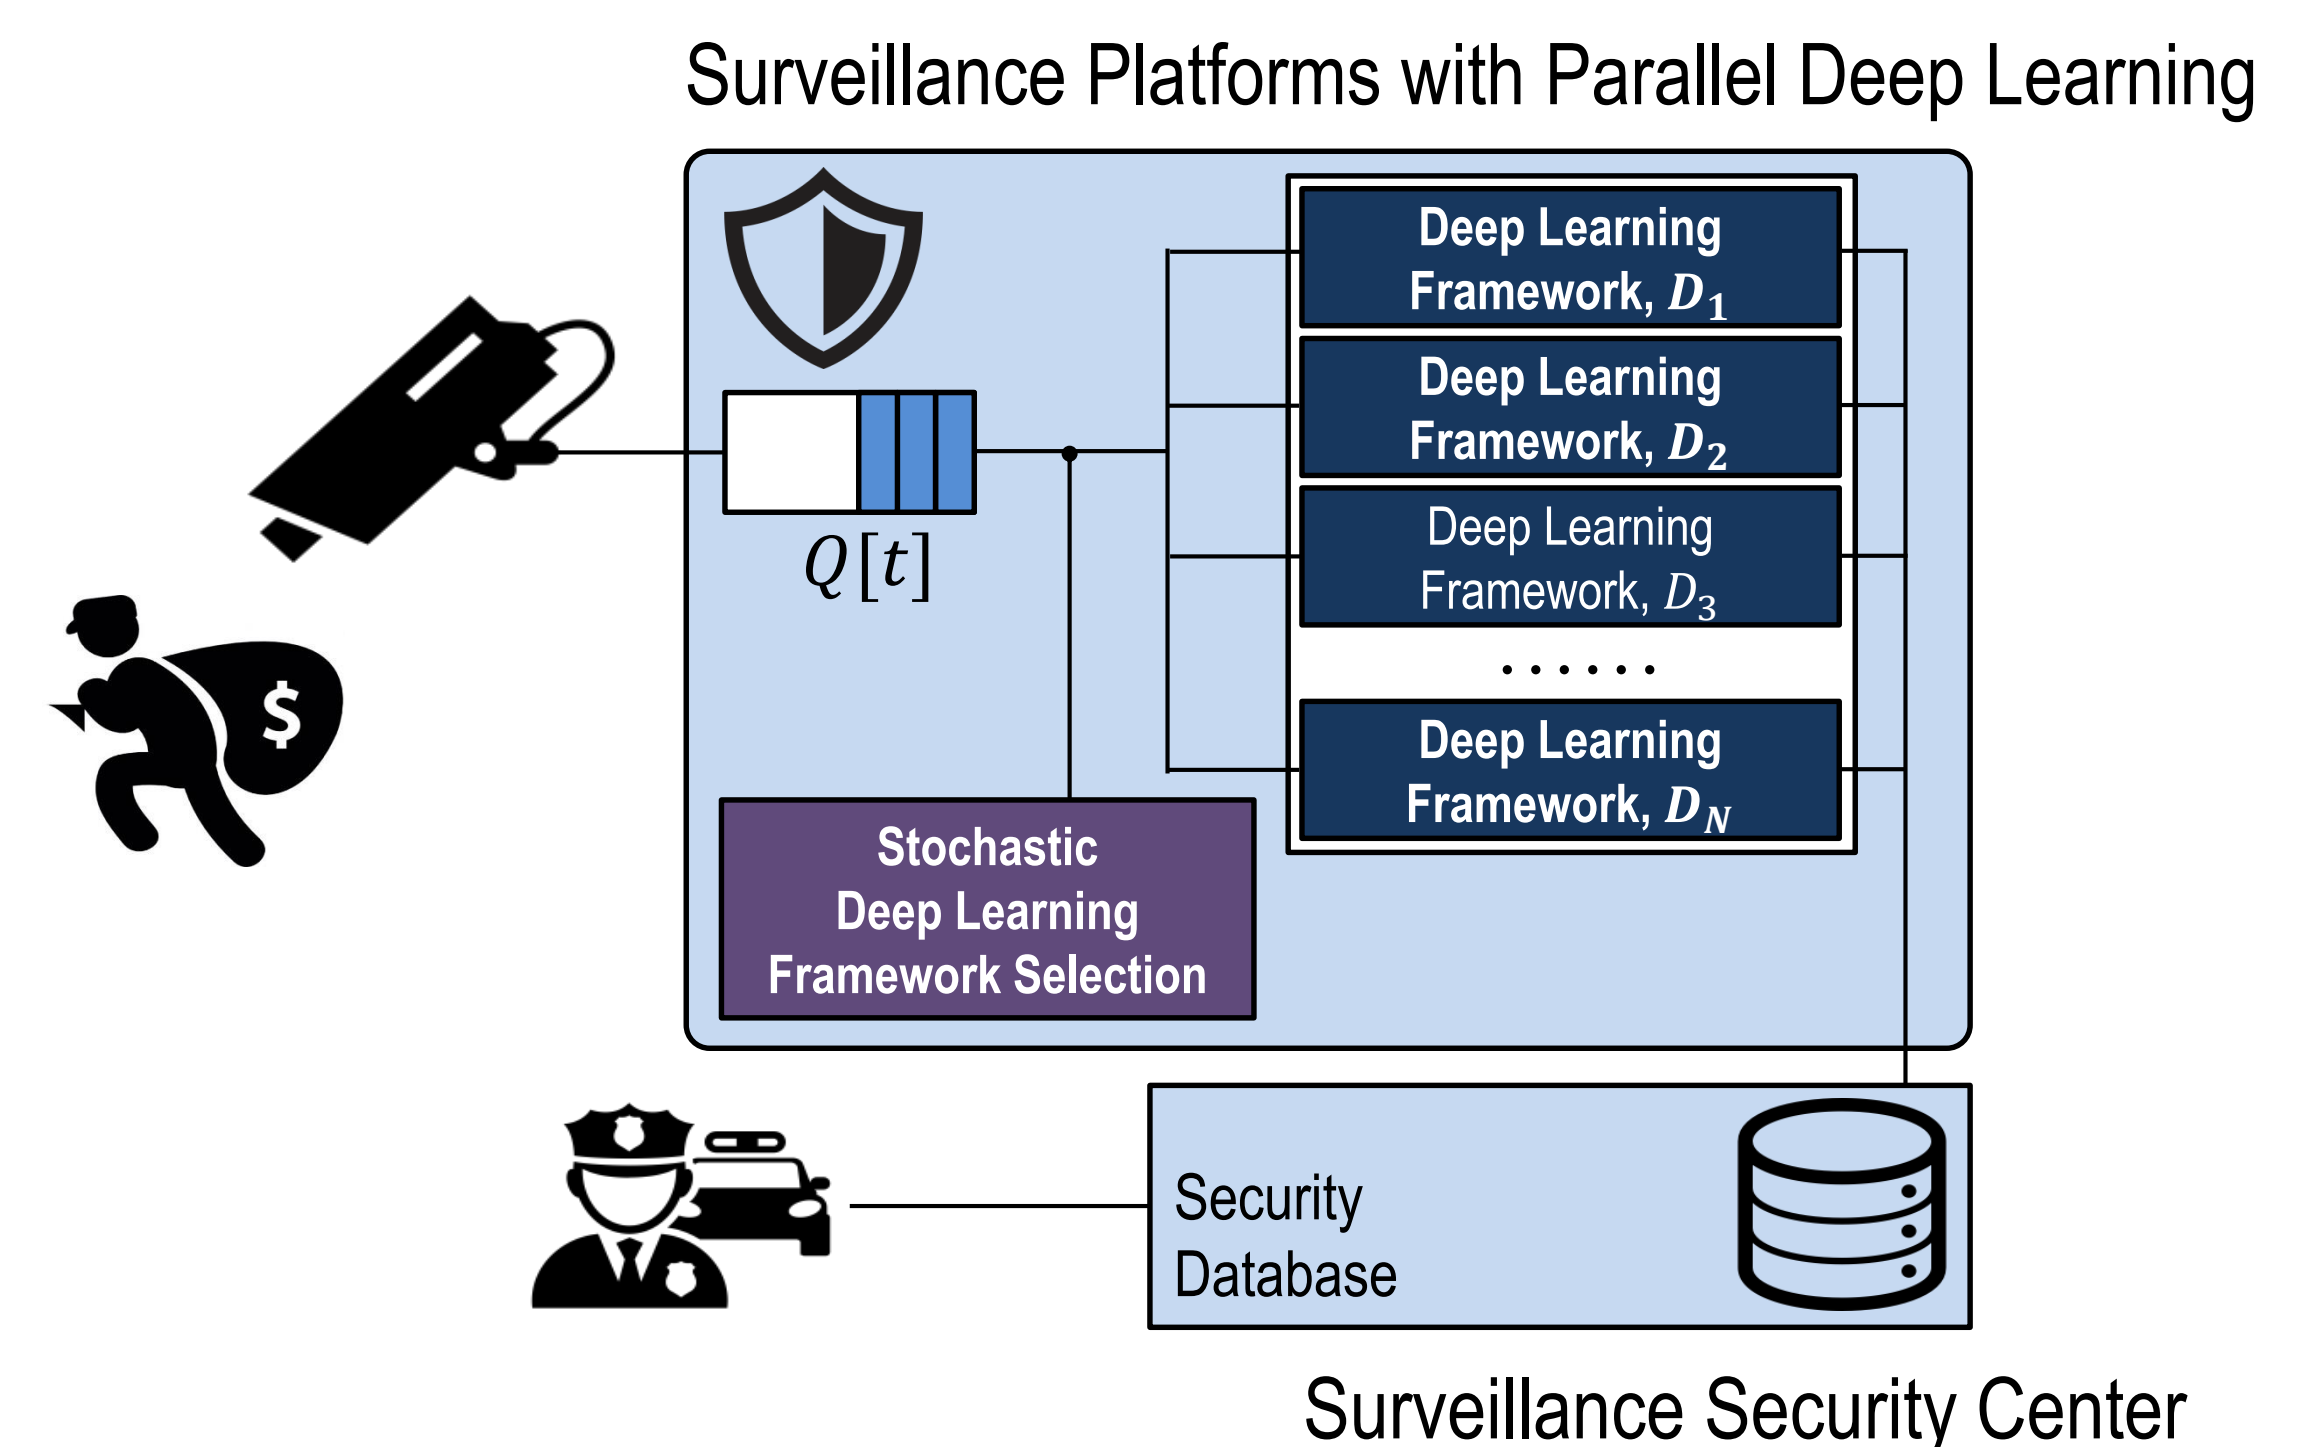 Surveillance Platforms with Parallel Deep Learning
Deep Learning
Framework, D₁
Deep Learning
Framework, D₂
Q[t]
Deep Learning
Framework, D₃
· · · · · ·
$
Deep Learning
Framework, D_N
Stochastic
Deep Learning
Framework Selection
Security
Database
Surveillance Security Center